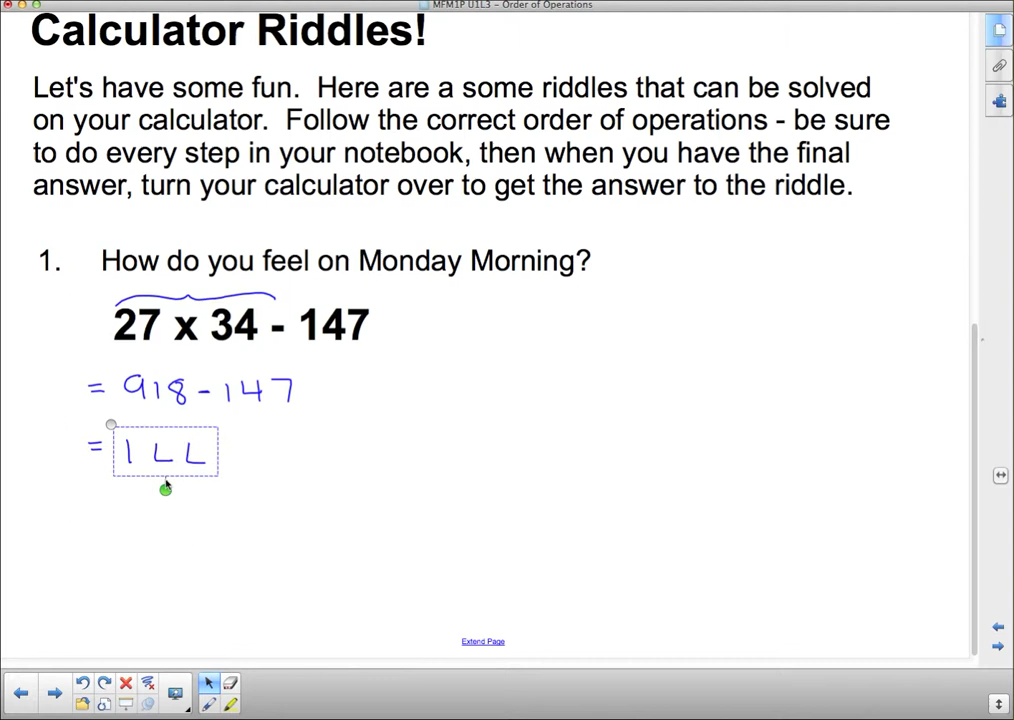 MFM1P U1L3 – Order of Operations
Calculator Riddles!
Let's have some fun. Here are a some riddles that can be solved
on your calculator. Follow the correct order of operations - be sure
to do every step in your notebook, then when you have the final
answer, turn your calculator over to get the answer to the riddle.
1. How do you feel on Monday Morning?
27 x 34 - 147
= 918 - 147
= I L L
Extend Page